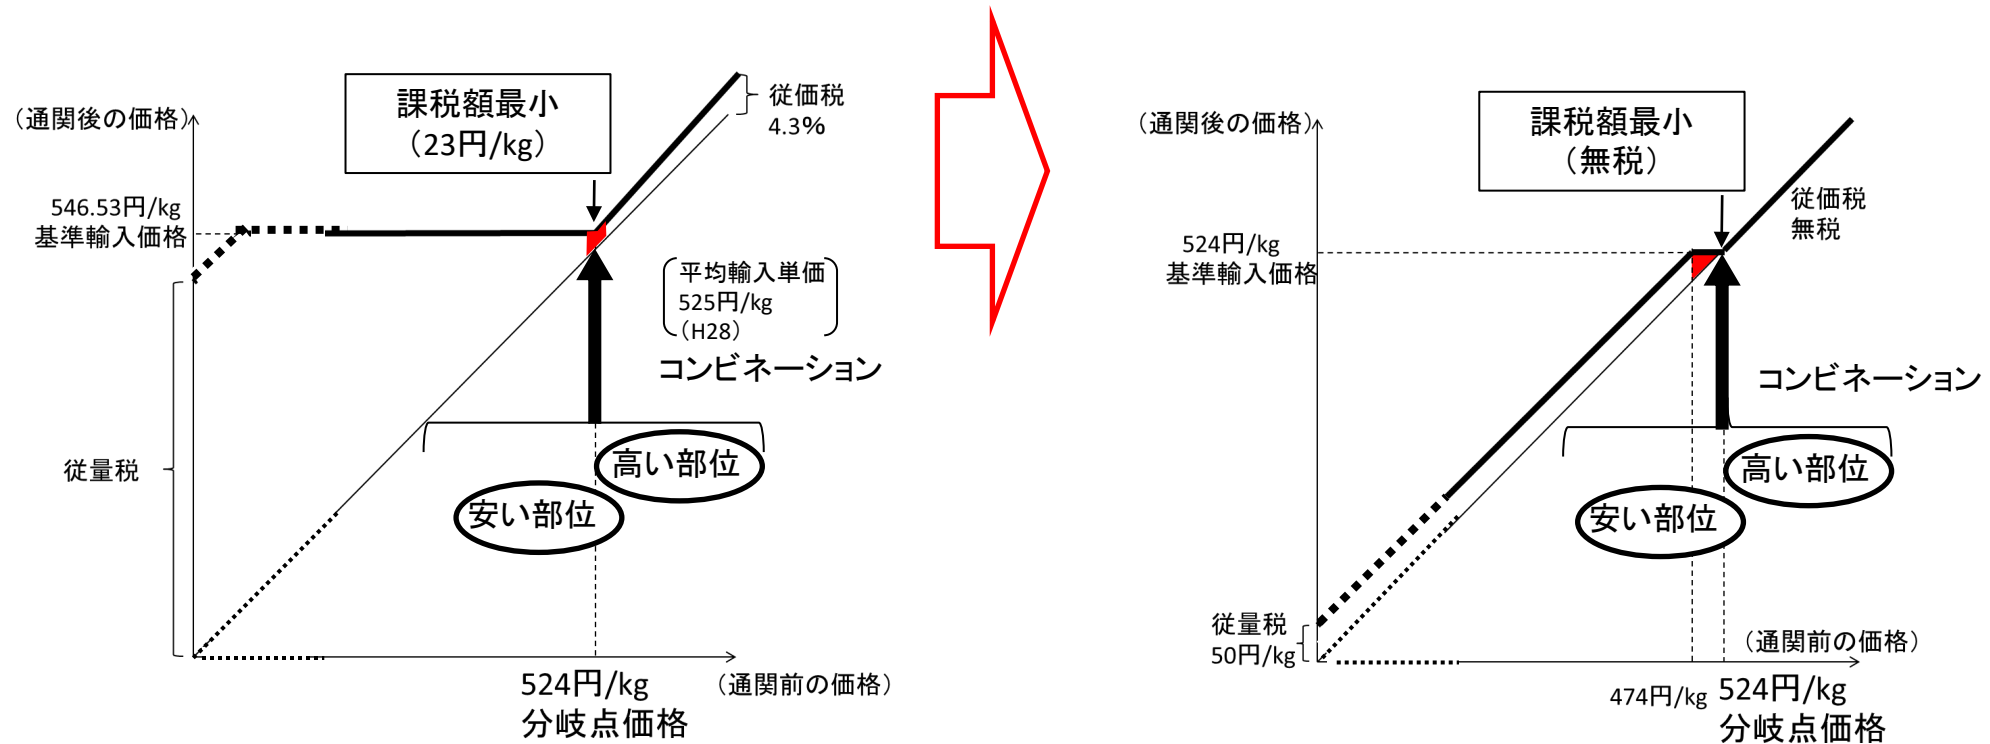 課税額最小
（23円/kg）
従価税
4.3%
（通関後の価格）
546.53円/kg
基準輸入価格
平均輸入単価
525円/kg
（H28）
コンビネーション
高い部位
安い部位
従量税
524円/kg
分岐点価格
（通関前の価格）
課税額最小
（無税）
（通関後の価格）
従価税
無税
524円/kg
基準輸入価格
コンビネーション
高い部位
安い部位
従量税
50円/kg
（通関前の価格）
474円/kg
524円/kg
分岐点価格